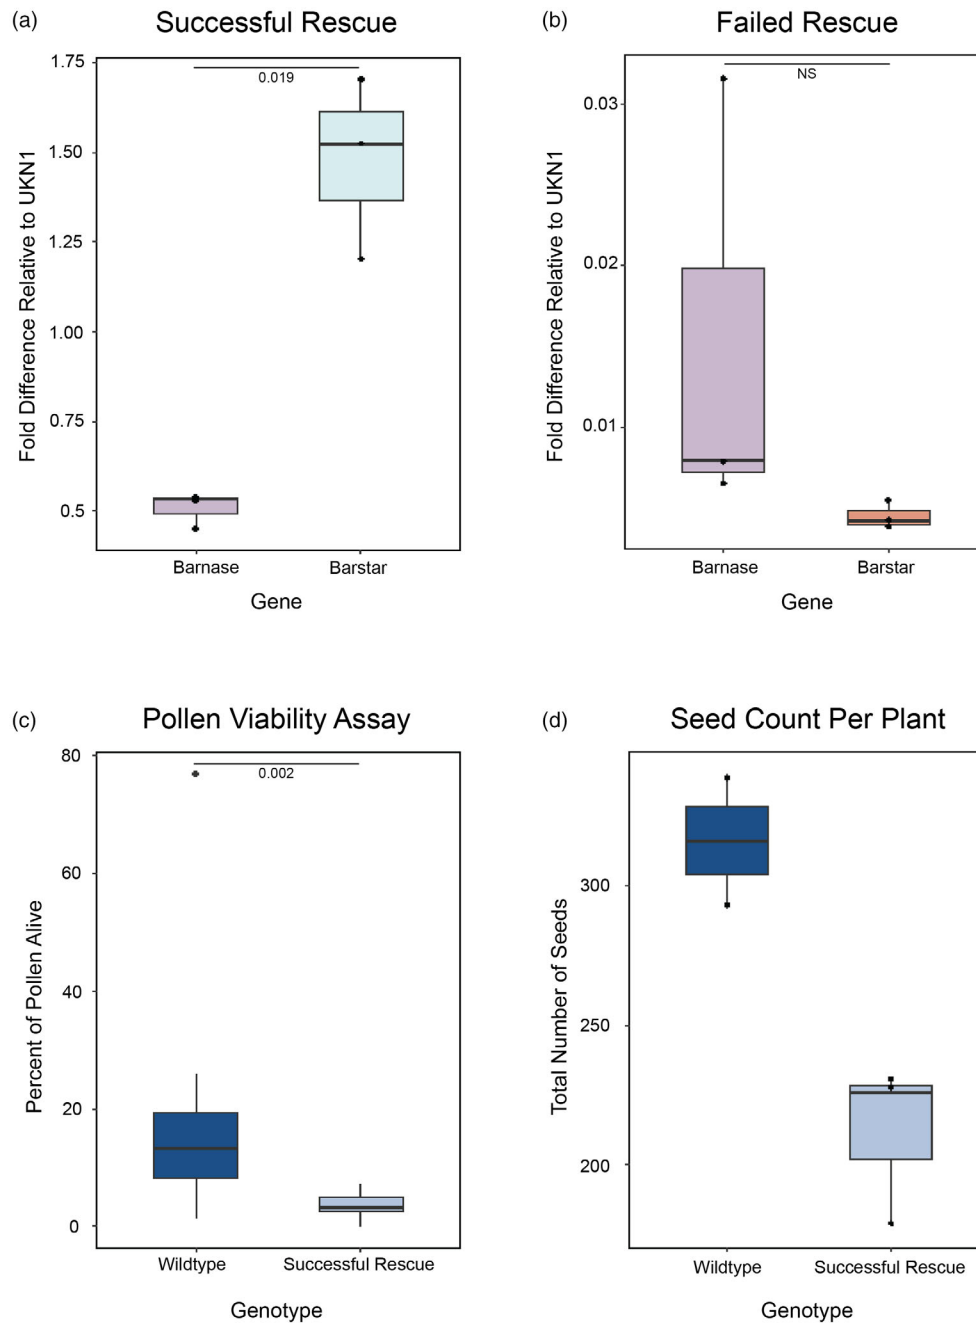 (a) Successful Rescue
Fold Difference Relative to UKN1
1.75
1.50
1.25
1.00
0.75
0.5
0.019
Barnase Barstar
Gene
(b) Failed Rescue
Fold Difference Relative to UKN1
0.03
0.02
0.01
NS
Barnase Barstar
Gene
(c) Pollen Viability Assay
Percent of Pollen Alive
80
60
40
20
0
0.002
Wildtype Successful Rescue
Genotype
(d) Seed Count Per Plant
Total Number of Seeds
300
250
200
Wildtype Successful Rescue
Genotype